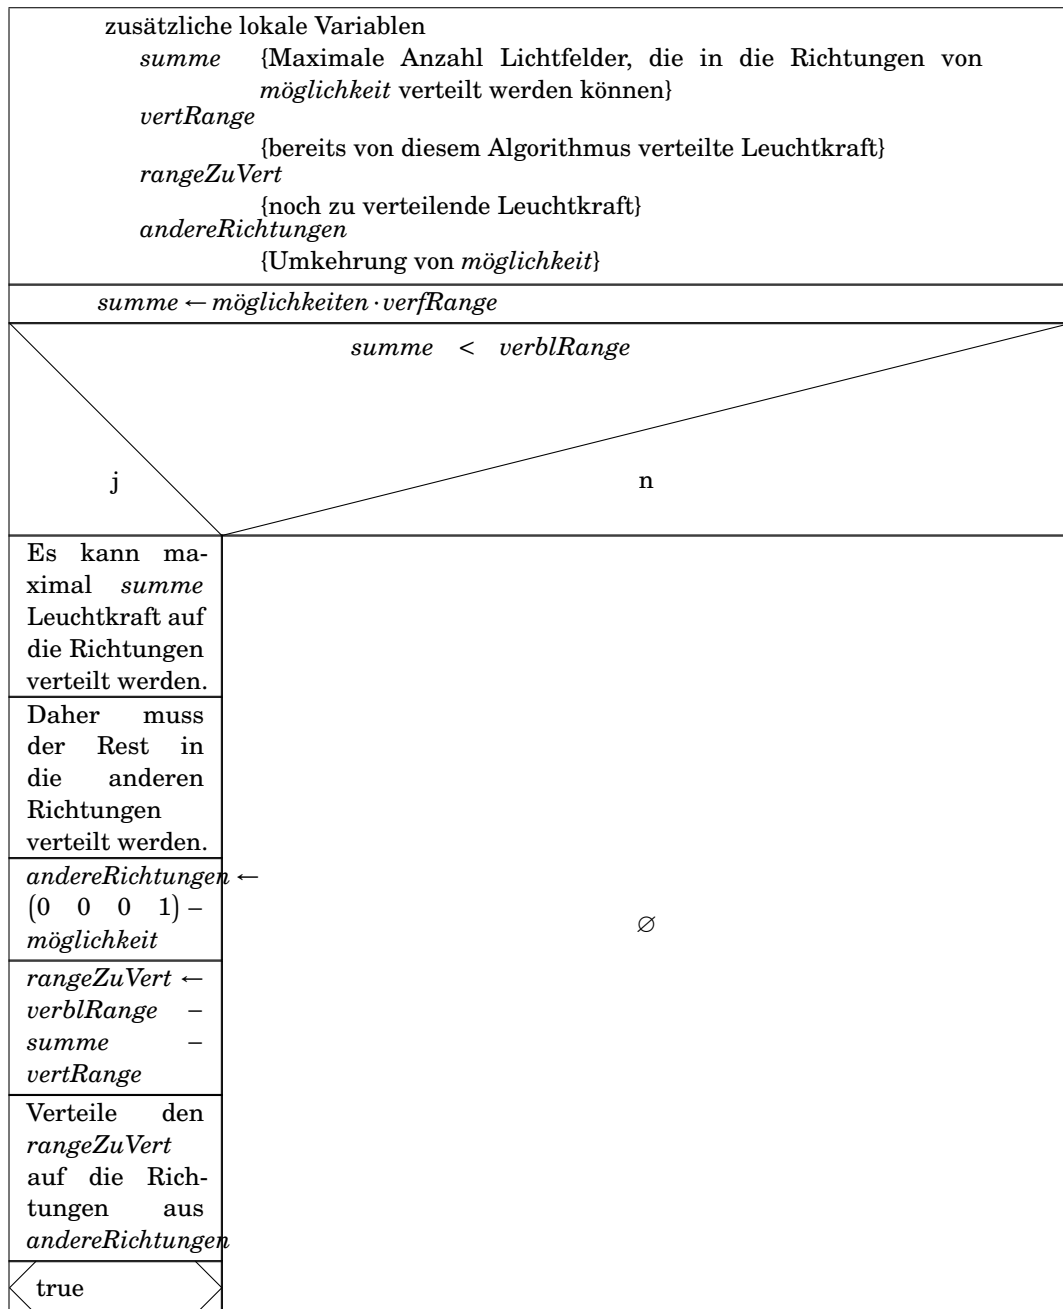 zusätzliche lokale Variablen
summe {Maximale Anzahl Lichtfelder, die in die Richtungen von
möglichkeit verteilt werden können}
vertRange
{bereits von diesem Algorithmus verteilte Leuchtkraft}
rangeZuVert
{noch zu verteilende Leuchtkraft}
andereRichtungen
{Umkehrung von möglichkeit}
summe ← möglichkeiten · verfRange
summe < verblRange
j
n
Es kann ma-
ximal summe
Leuchtkraft auf
die Richtungen
verteilt werden.
Daher muss
der Rest in
die anderen
Richtungen
verteilt werden.
andereRichtungen ←
(0 0 0 1) –
möglichkeit
∅
rangeZuVert ←
verblRange –
summe –
vertRange
Verteile den
rangeZuVert
auf die Rich-
tungen aus
andereRichtungen
true